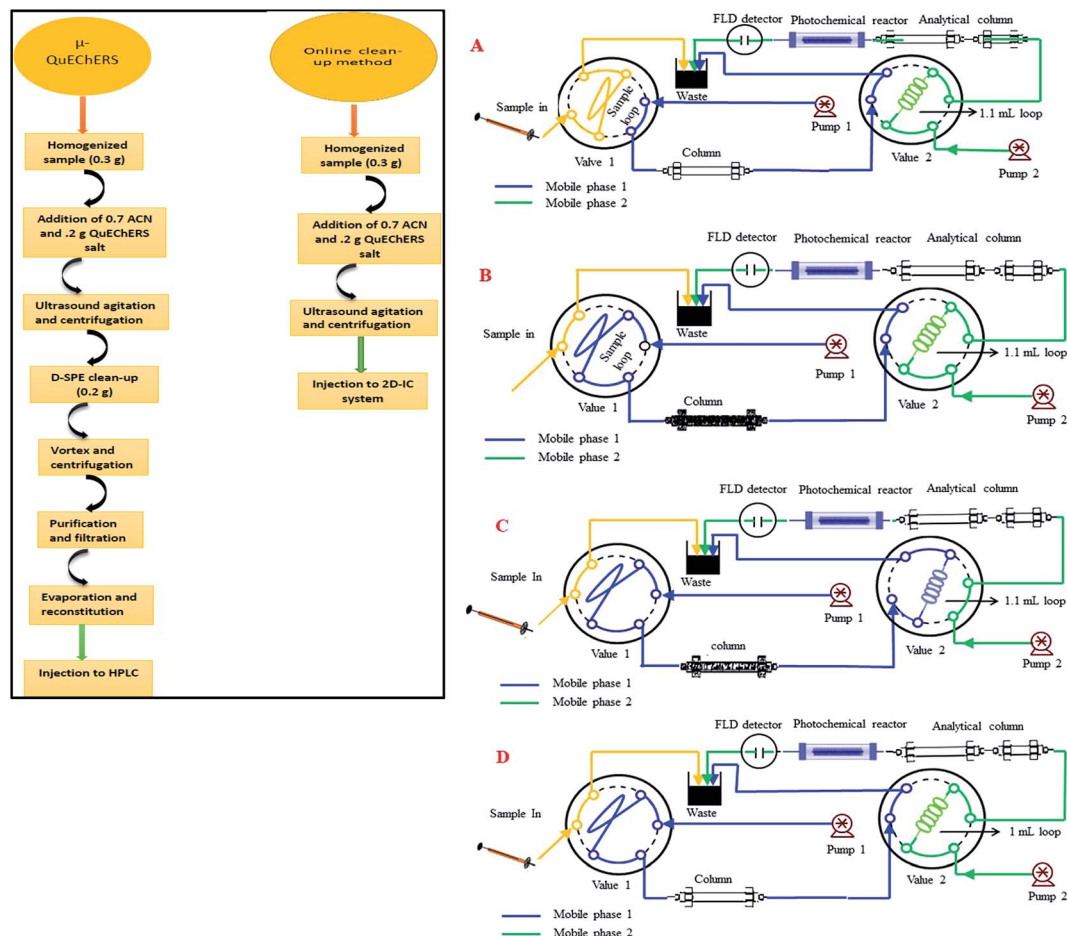 µ-
QuEChERS
Homogenized
sample (0.3 g)
Addition of 0.7 ACN
and .2 g QuEChERS
salt
Ultrasound agitation
and centrifugation
D-SPE clean-up
(0.2 g)
Vortex and
centrifugation
Purification
and filtration
Evaporation and
reconstitution
Injection to HPLC
Online clean-
up method
Homogenized
sample (0.3 g)
Addition of 0.7 ACN
and .2 g QuEChERS
salt
Ultrasound agitation
and centrifugation
Injection to 2D-IC
system
A
FLD detector Photochemical reactor Analytical column
Sample in
Sample
loop
Waste
Pump 1
1.1 mL loop
Valve 1
Column
Value 2
Pump 2
Mobile phase 1
Mobile phase 2
B
FLD detector Photochemical reactor Analytical column
Sample in
Sample
loop
Waste
Pump 1
1.1 mL loop
Value 1
Column
Value 2
Pump 2
Mobile phase 1
Mobile phase 2
C
FLD detector Photochemical reactor Analytical column
Sample In
Waste
Pump 1
1.1 mL loop
Value 1
column
Value 2
Pump 2
Mobile phase 1
Mobile phase 2
D
FLD detector Photochemical reactor Analytical column
Sample In
Waste
Pump 1
1 mL loop
Value 1
Column
Value 2
Pump 2
Mobile phase 1
Mobile phase 2